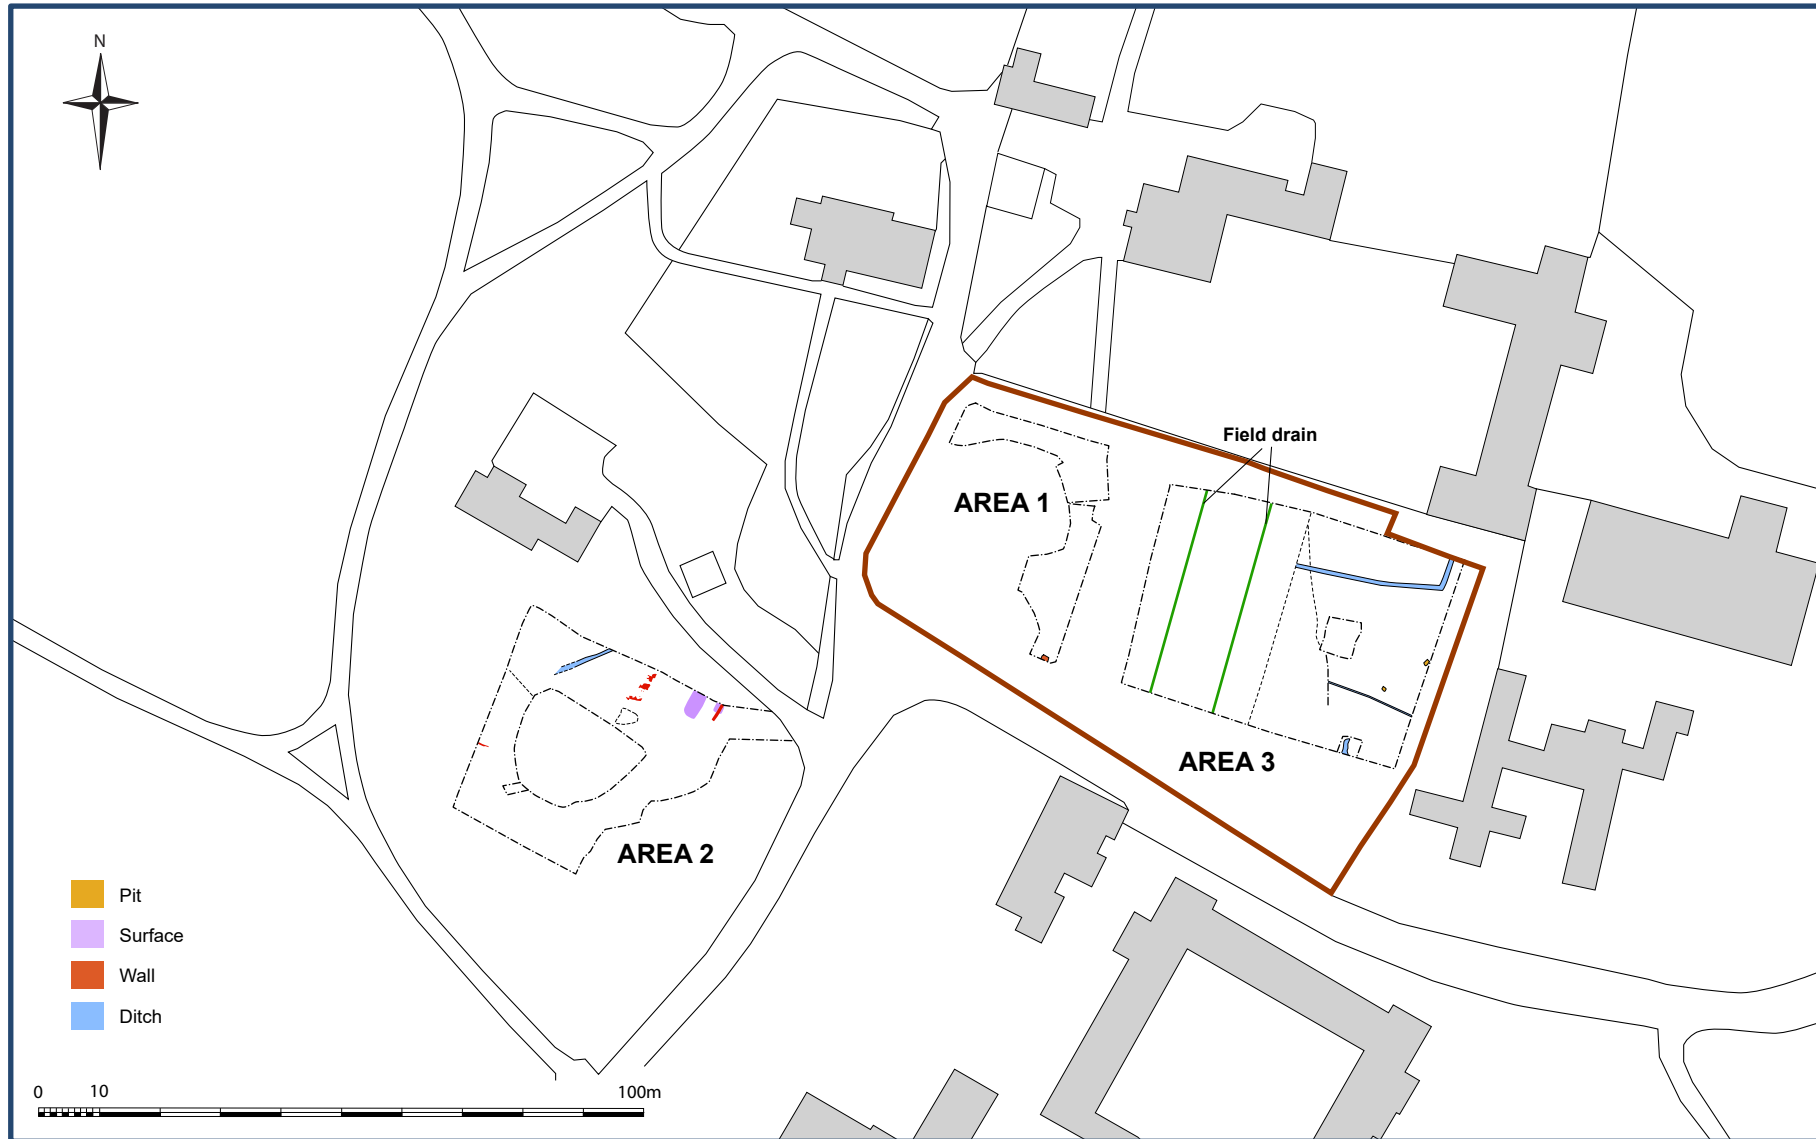 N
Field drain
AREA 1
AREA 3
AREA 2
Pit
Surface
Wall
Ditch
0 10 100m